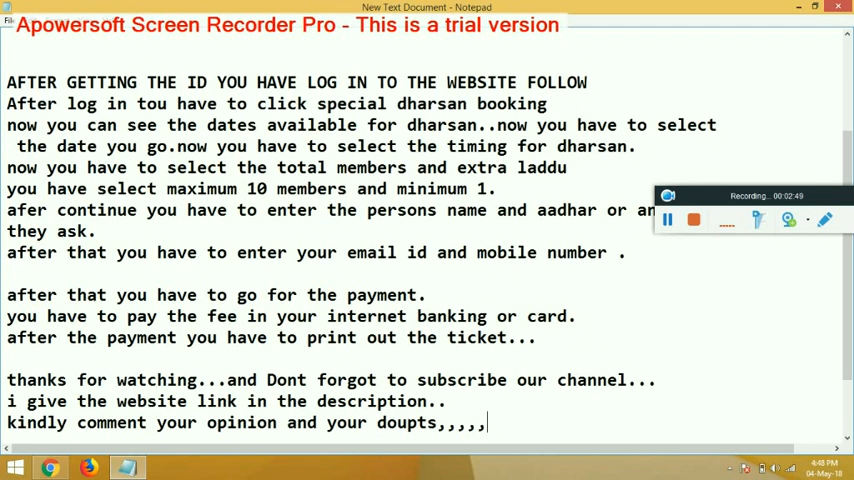 New Text Document - Notepad
Apowersoft Screen Recorder Pro - This is a trial version
AFTER GETTING THE ID YOU HAVE LOG IN TO THE WEBSITE FOLLOW
After log in tou have to click special dharsan booking
now you can see the dates available for dharsan..now you have to select
the date you go.now you have to select the timing for dharsan.
now you have to select the total members and extra laddu
you have select maximum 10 members and minimum 1.
Recording... 00:02:49
afer continue you have to enter the persons name and aadhar or an
they ask.
after that you have to enter your email id and mobile number .
after that you have to go for the payment.
you have to pay the fee in your internet banking or card.
after the payment you have to print out the ticket...
thanks for watching...and Dont forgot to subscribe our channel...
i give the website link in the description..
kindly comment your opinion and your doupts,,,,,
4:48 PM
04-May-18